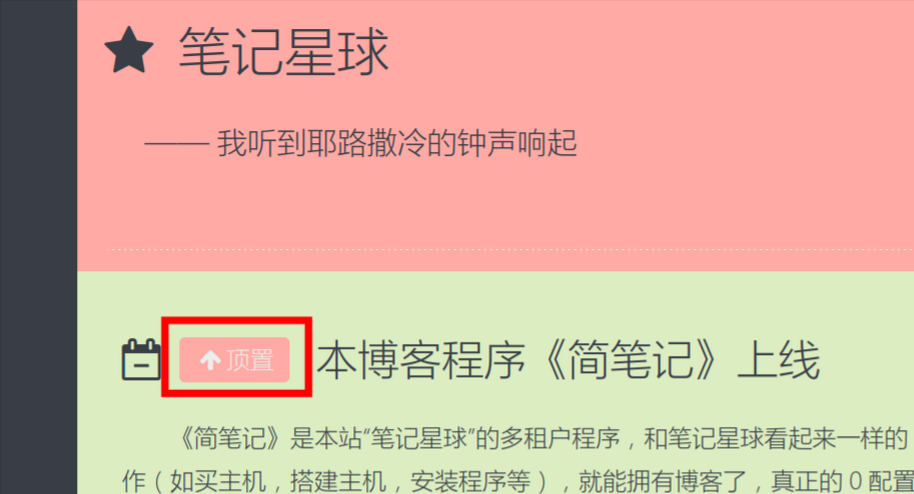 笔记星球
—— 我听到耶路撒冷的钟声响起
顶置 本博客程序《简笔记》上线
《简笔记》是本站“笔记星球”的多租户程序，和笔记星球看起来一样的
作（如买主机，搭建主机，安装程序等），就能拥有博客了，真正的 0 配置